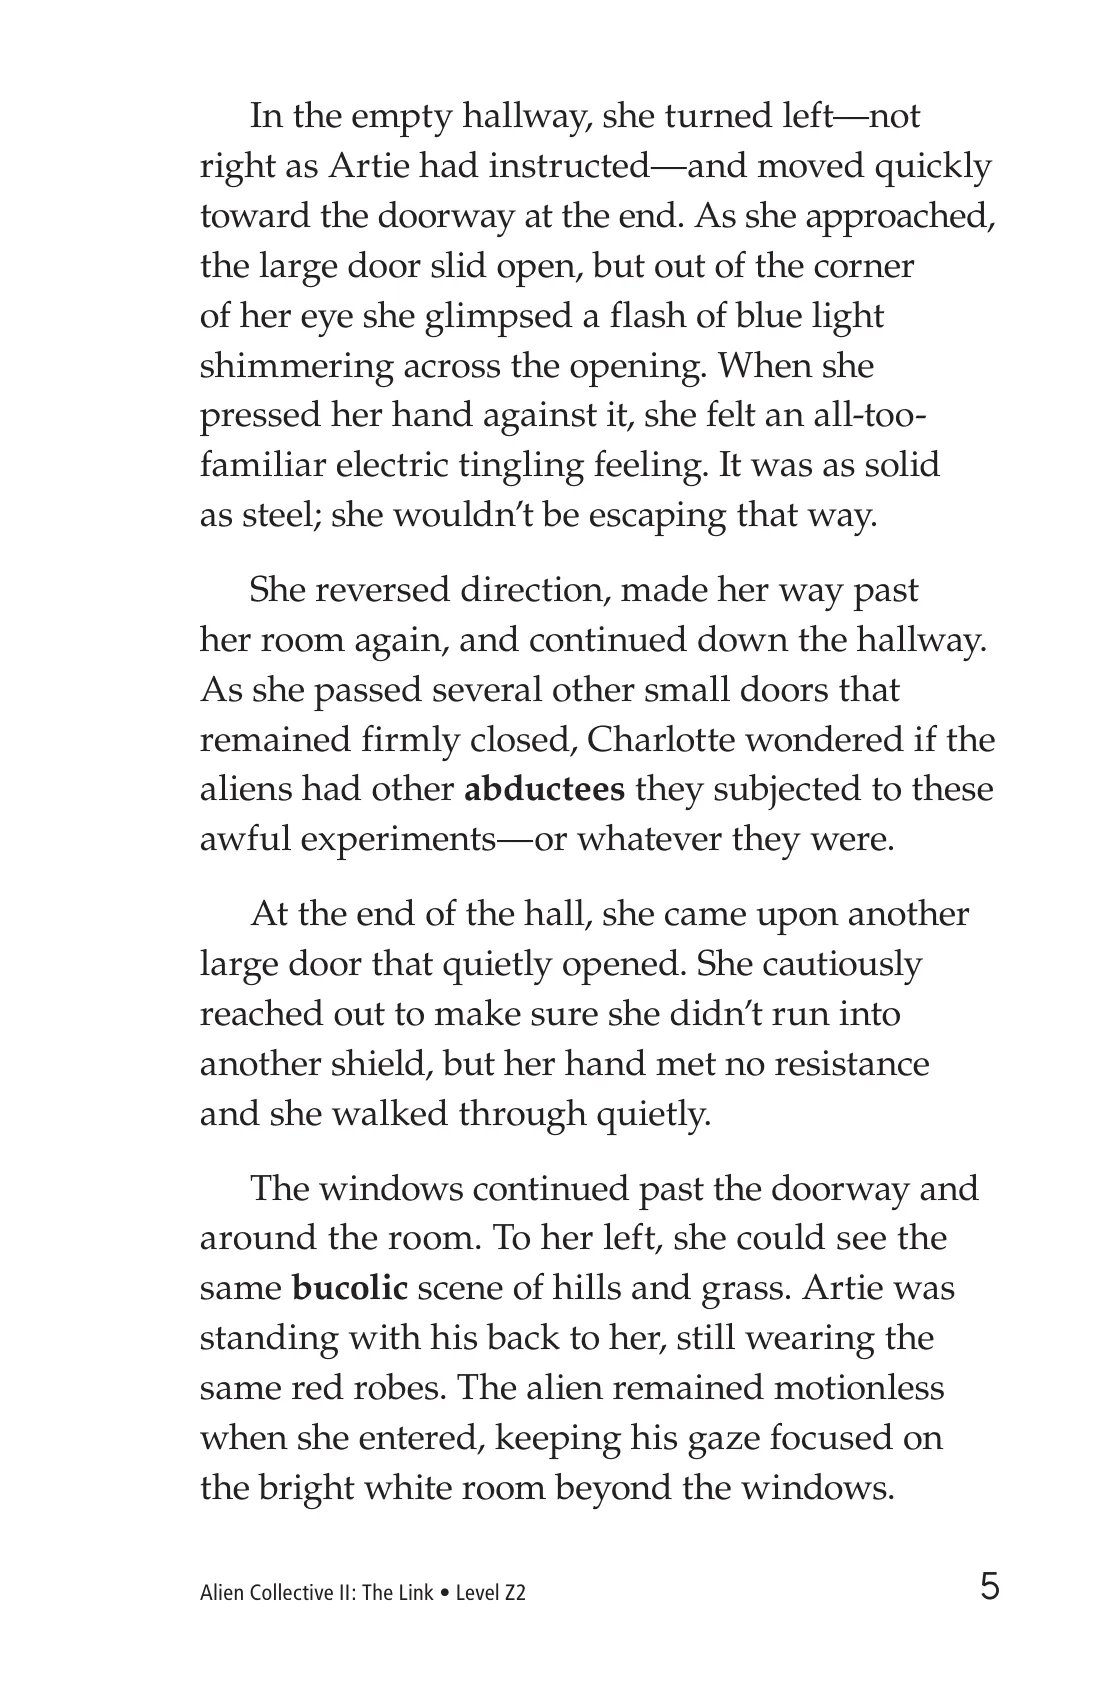 In the empty hallway, she turned left—not
right as Artie had instructed—and moved quickly
toward the doorway at the end. As she approached,
the large door slid open, but out of the corner
of her eye she glimpsed a flash of blue light
shimmering across the opening. When she
pressed her hand against it, she felt an all-too-
familiar electric tingling feeling. It was as solid
as steel; she wouldn’t be escaping that way.
She reversed direction, made her way past
her room again, and continued down the hallway.
As she passed several other small doors that
remained firmly closed, Charlotte wondered if the
aliens had other abductees they subjected to these
awful experiments—or whatever they were.
At the end of the hall, she came upon another
large door that quietly opened. She cautiously
reached out to make sure she didn’t run into
another shield, but her hand met no resistance
and she walked through quietly.
The windows continued past the doorway and
around the room. To her left, she could see the
same bucolic scene of hills and grass. Artie was
standing with his back to her, still wearing the
same red robes. The alien remained motionless
when she entered, keeping his gaze focused on
the bright white room beyond the windows.
Alien Collective II: The Link • Level Z2
5